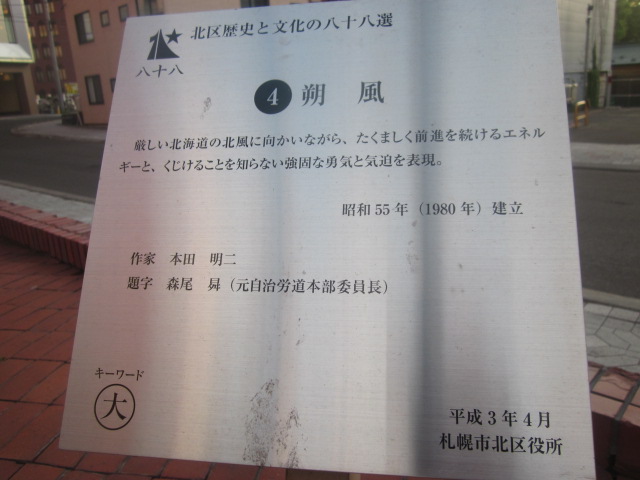 北区歴史と文化の八十八選
八十八
4 朔風
厳しい北海道の北風に向かいながら、たくましく前進を続けるエネル
ギーと、くじけることを知らない強固な勇気と気迫を表現。
昭和55年（1980年）建立
作家 本田 明二
題字 森尾 曻（元自治労道本部委員長）
キーワード
大
平成3年4月
札幌市北区役所